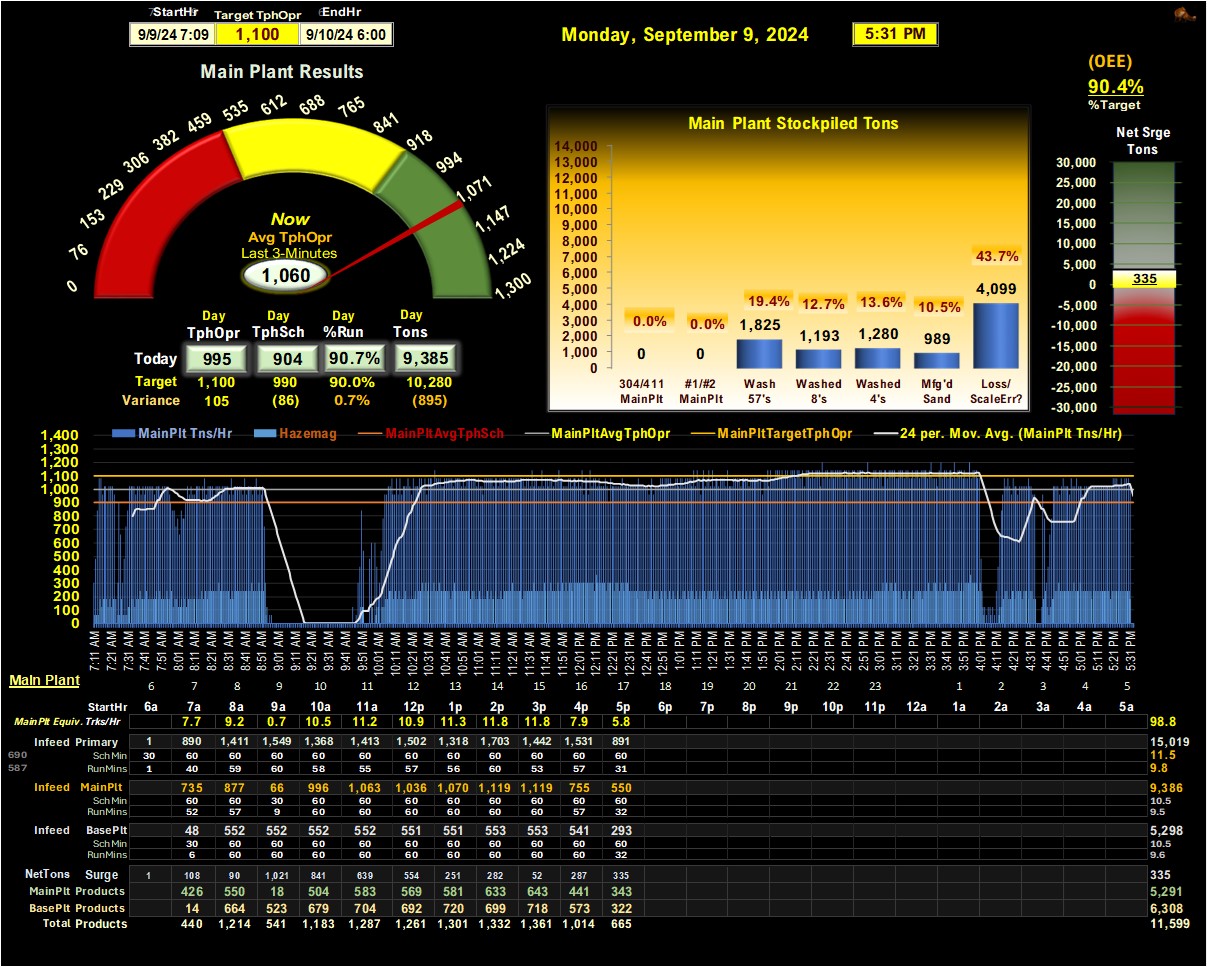 StartHr Target TphOpr EndHr
9/9/24 7:09 1,100 9/10/24 6:00
Monday, September 9, 2024 5:31 PM
Main Plant Results
(OEE)
90.4%
%Target
0 76 153 229 306 382 459 535 612 688 765 841 918 994 1,071 1,147 1,224 1,300
Now
Avg TphOpr
Last 3-Minutes
1,060
Day Day Day Day
TphOpr TphSch %Run Tons
Today 995 904 90.7% 9,385
Target 1,100 990 90.0% 10,280
Variance 105 (86) 0.7% (895)
Main Plant Stockpiled Tons
14,000
13,000
12,000
11,000
10,000
9,000
8,000
7,000
6,000
5,000
4,000
3,000
2,000
1,000
0
0.0% 0.0% 19.4% 12.7% 13.6% 10.5% 43.7%
0 0 1,825 1,193 1,280 989 4,099
304/411 #1/#2 Wash Washed Washed Mfg'd Loss/
MainPlt MainPlt 57's 8's 4's Sand ScaleErr?
Net Srge
Tons
30,000
25,000
20,000
15,000
10,000
5,000
0
-5,000
-10,000
-15,000
-20,000
-25,000
-30,000
335
MainPlt Tns/Hr Hazemag MainPltAvgTphSch MainPltAvgTphOpr MainPltTargetTphOpr 24 per. Mov. Avg. (MainPlt Tns/Hr)
1,400
1,300
1,200
1,100
1,000
900
800
700
600
500
400
300
200
100
0
7:11 AM 7:21 AM 7:31 AM 7:41 AM 7:51 AM 8:01 AM 8:11 AM 8:21 AM 8:31 AM 8:41 AM 8:51 AM 9:01 AM 9:11 AM 9:21 AM 9:31 AM 9:41 AM 9:51 AM 10:01 AM 10:11 AM 10:21 AM 10:31 AM 10:41 AM 10:51 AM 11:01 AM 11:11 AM 11:21 AM 11:31 AM 11:41 AM 11:51 AM 12:01 PM 12:11 PM 12:21 PM 12:31 PM 12:41 PM 12:51 PM 1:01 PM 1:11 PM 1:21 PM 1:31 PM 1:41 PM 1:51 PM 2:01 PM 2:11 PM 2:21 PM 2:31 PM 2:41 PM 2:51 PM 3:01 PM 3:11 PM 3:21 PM 3:31 PM 3:41 PM 3:51 PM 4:01 PM 4:11 PM 4:21 PM 4:31 PM 4:41 PM 4:51 PM 5:01 PM 5:11 PM 5:21 PM 5:31 PM
Main Plant
6 7 8 9 10 11 12 13 14 15 16 17 18 19 20 21 22 23 1 2 3 4 5
StartHr 6a 7a 8a 9a 10a 11a 12p 1p 2p 3p 4p 5p 6p 7p 8p 9p 10p 11p 12a 1a 2a 3a 4a 5a
MainPlt Equiv. Trks/Hr 7.7 9.2 0.7 10.5 11.2 10.9 11.3 11.8 11.8 7.9 5.8 98.8
Infeed Primary 1 890 1,411 1,549 1,368 1,413 1,502 1,318 1,703 1,442 1,531 891 15,019
690 Sch Min 30 60 60 60 60 60 60 60 60 60 60 60 11.5
587 RunMins 1 40 59 60 58 55 57 56 60 53 57 31 9.8
Infeed MainPlt 735 877 66 996 1,063 1,036 1,070 1,119 1,119 755 550 9,386
Sch Min 60 60 30 60 60 60 60 60 60 60 60 10.5
RunMins 52 57 9 60 60 60 60 60 60 57 32 9.5
Infeed BasePlt 48 552 552 552 552 551 551 553 553 541 293 5,298
Sch Min 30 60 60 60 60 60 60 60 60 60 60 10.5
RunMins 6 60 60 60 60 60 60 60 60 60 32 9.6
NetTons Surge 1 108 90 1,021 841 639 554 251 282 52 287 335 335
MainPlt Products 426 550 18 504 583 569 581 633 643 441 343 5,291
BasePlt Products 14 664 523 679 704 692 720 699 718 573 322 6,308
Total Products 440 1,214 541 1,183 1,287 1,261 1,301 1,332 1,361 1,014 665 11,599